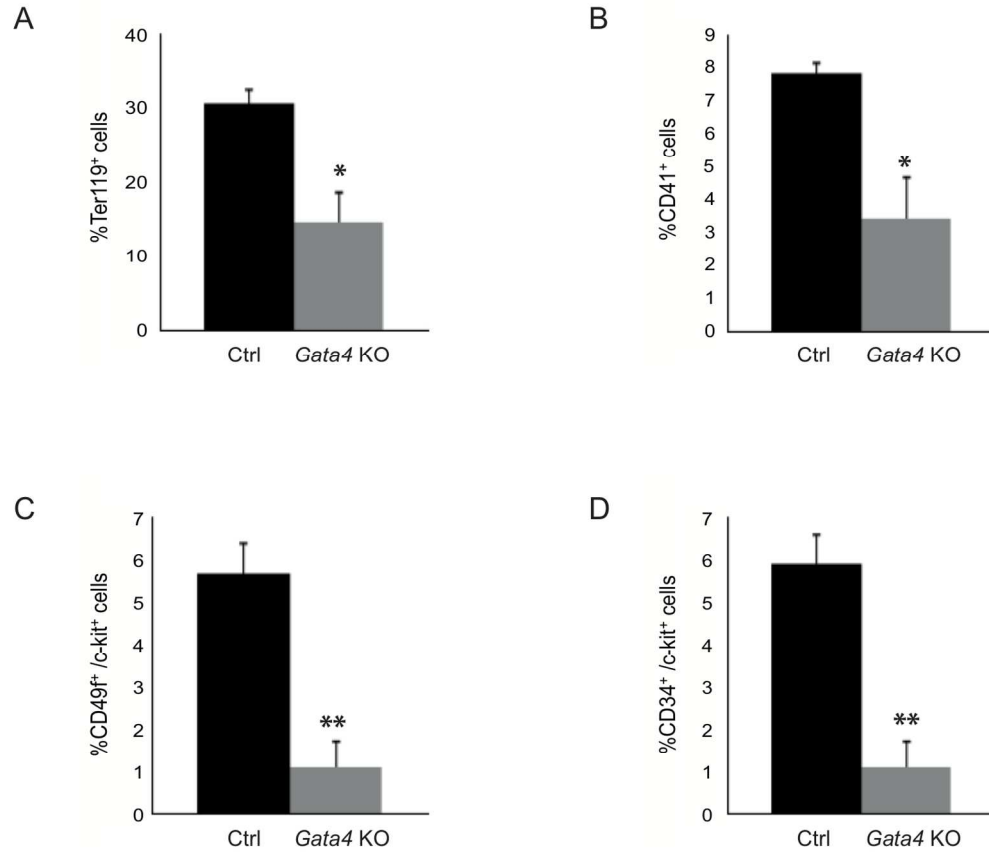 A
%Ter119⁺ cells
40
30
20
10
0
*
Ctrl Gata4 KO
B
%CD41⁺ cells
9
8
7
6
5
4
3
2
1
0
*
Ctrl Gata4 KO
C
%CD49f⁺ /c-kit⁺ cells
7
6
5
4
3
2
1
0
**
Ctrl Gata4 KO
D
%CD34⁺ /c-kit⁺ cells
7
6
5
4
3
2
1
0
**
Ctrl Gata4 KO